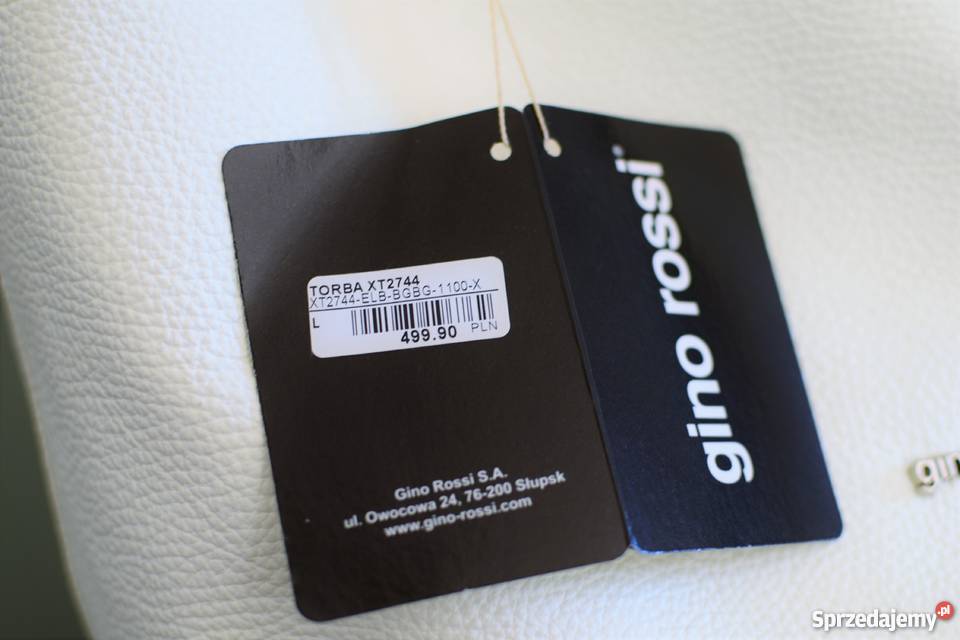 TORBA XT2744
XT2744-ELB-BGBG-1100-X
L
499.90 PLN
Gino Rossi S.A.
ul. Owocowa 24, 76-200 Słupsk
www.gino-rossi.com
gino rossi®
gin
Sprzedajemy.pl